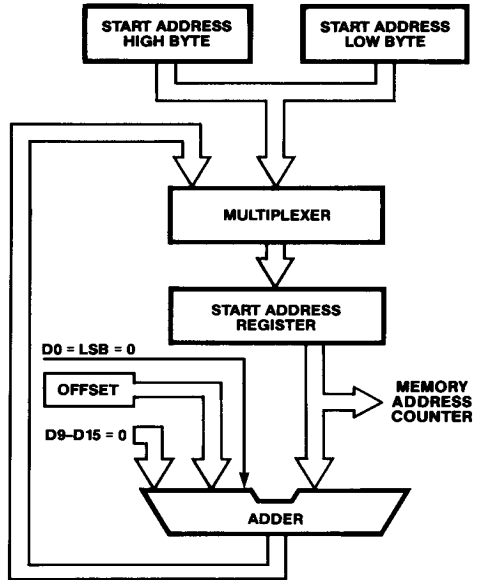 START ADDRESS
HIGH BYTE
START ADDRESS
LOW BYTE
MULTIPLEXER
START ADDRESS
REGISTER
D0 = LSB = 0
OFFSET
MEMORY
ADDRESS
COUNTER
D9–D15 = 0
ADDER